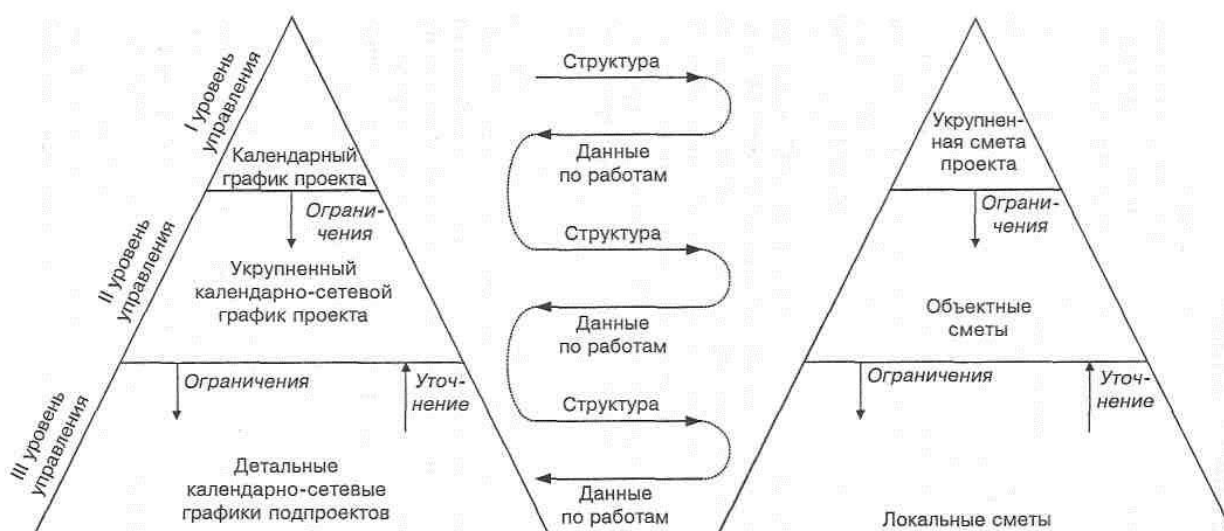 I уровень
управления
Календарный
график проекта
Ограни-
чения
II уровень
управления
Укрупненный
календарно-сетевой
график проекта
Ограничения
Уточ-
нение
III уровень
управления
Детальные
календарно-сетевые
графики подпроектов
Структура
Данные
по работам
Структура
Данные
по работам
Структура
Данные
по работам
Укрупнен-
ная смета
проекта
Ограни-
чения
Объектные
сметы
Ограничения
Уточ-
нение
Локальные сметы